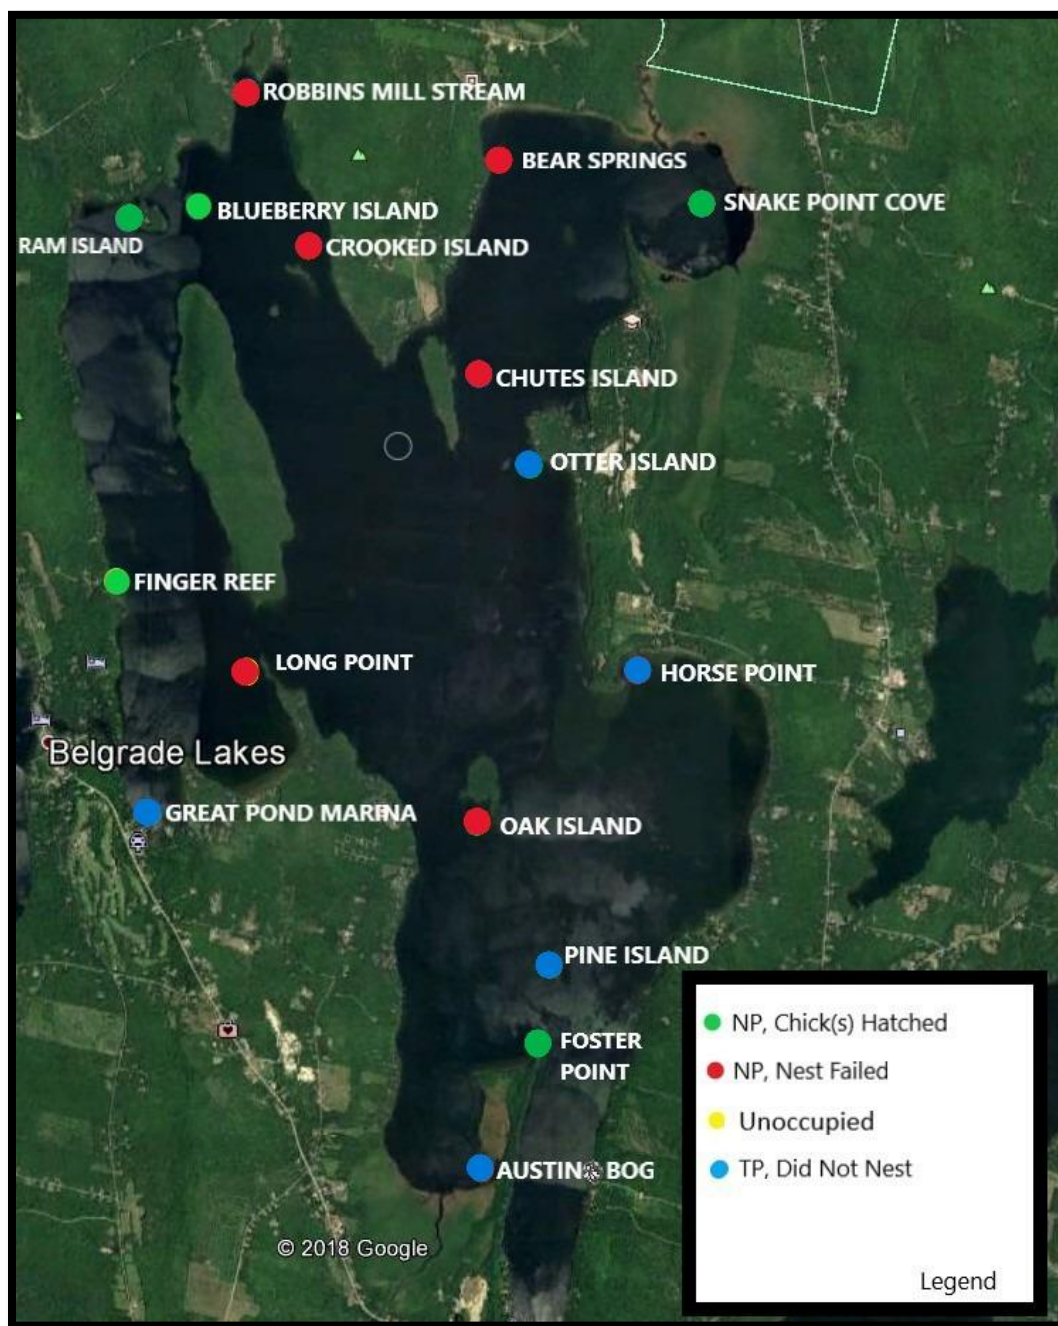 ROBBINS MILL STREAM
BEAR SPRINGS
SNAKE POINT COVE
BLUEBERRY ISLAND
RAM ISLAND
CROOKED ISLAND
CHUTES ISLAND
OTTER ISLAND
FINGER REEF
LONG POINT
HORSE POINT
Belgrade Lakes
GREAT POND MARINA
OAK ISLAND
PINE ISLAND
FOSTER
POINT
AUSTIN BOG
© 2018 Google
NP, Chick(s) Hatched
NP, Nest Failed
Unoccupied
TP, Did Not Nest
Legend